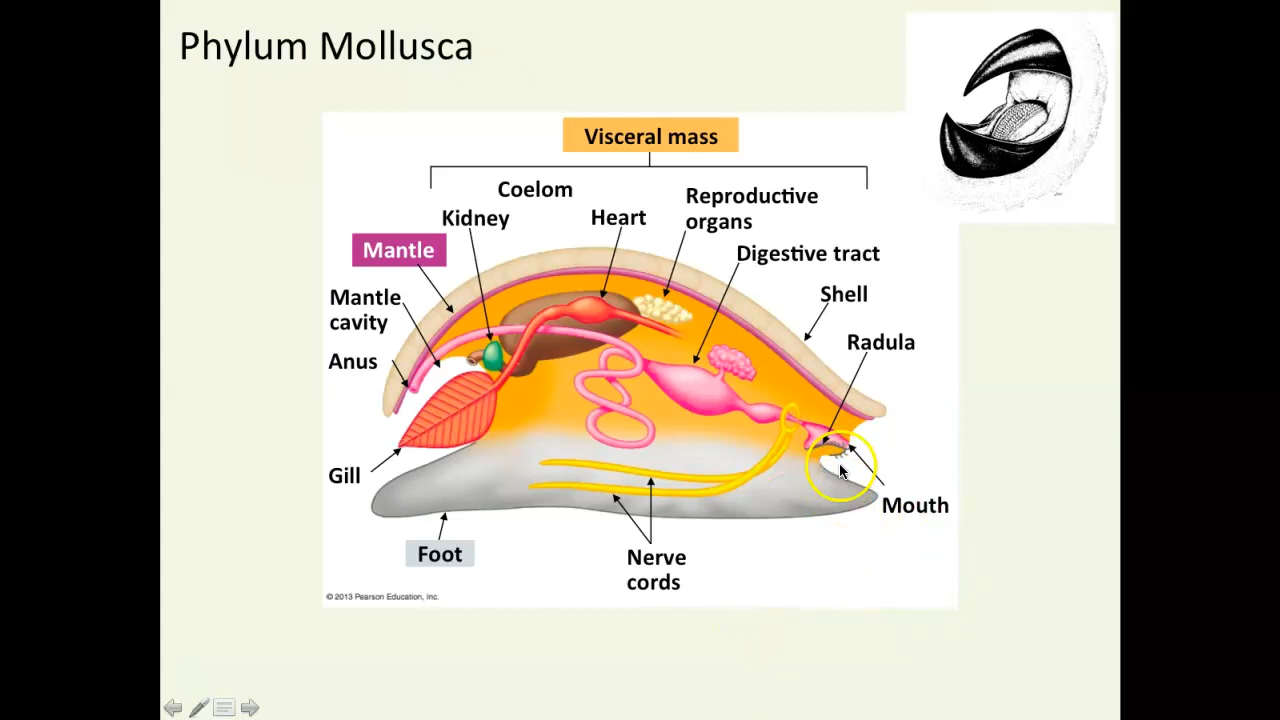 Phylum Mollusca
Visceral mass
Coelom
Kidney
Heart
Reproductive
organs
Mantle
Digestive tract
Mantle
cavity
Shell
Radula
Anus
Gill
Mouth
Foot
Nerve
cords
© 2013 Pearson Education, Inc.